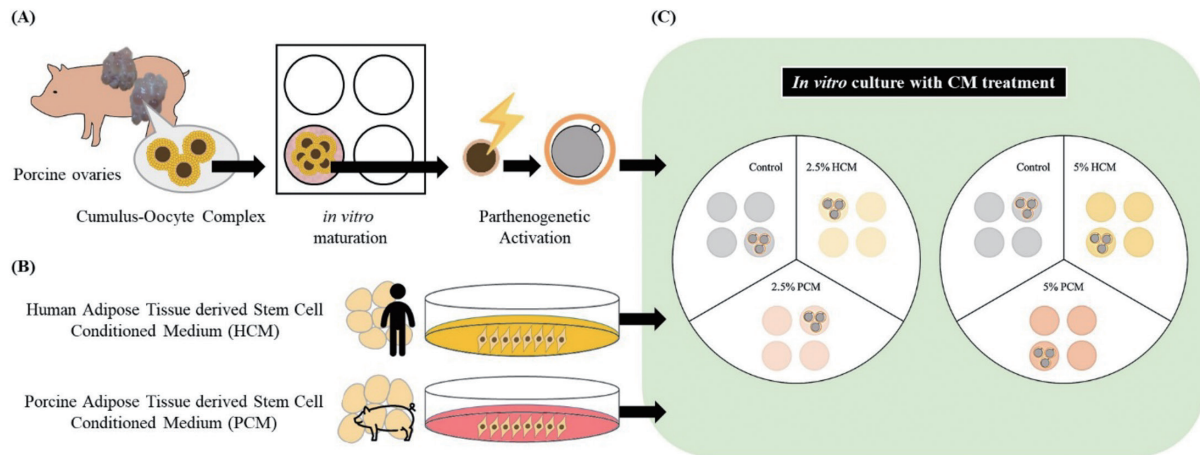 (A)
Porcine ovaries
Cumulus-Oocyte Complex
in vitro
maturation
Parthenogenetic
Activation
(B)
Human Adipose Tissue derived Stem Cell
Conditioned Medium (HCM)
Porcine Adipose Tissue derived Stem Cell
Conditioned Medium (PCM)
(C)
In vitro culture with CM treatment
Control
2.5% HCM
2.5% PCM
Control
5% HCM
5% PCM